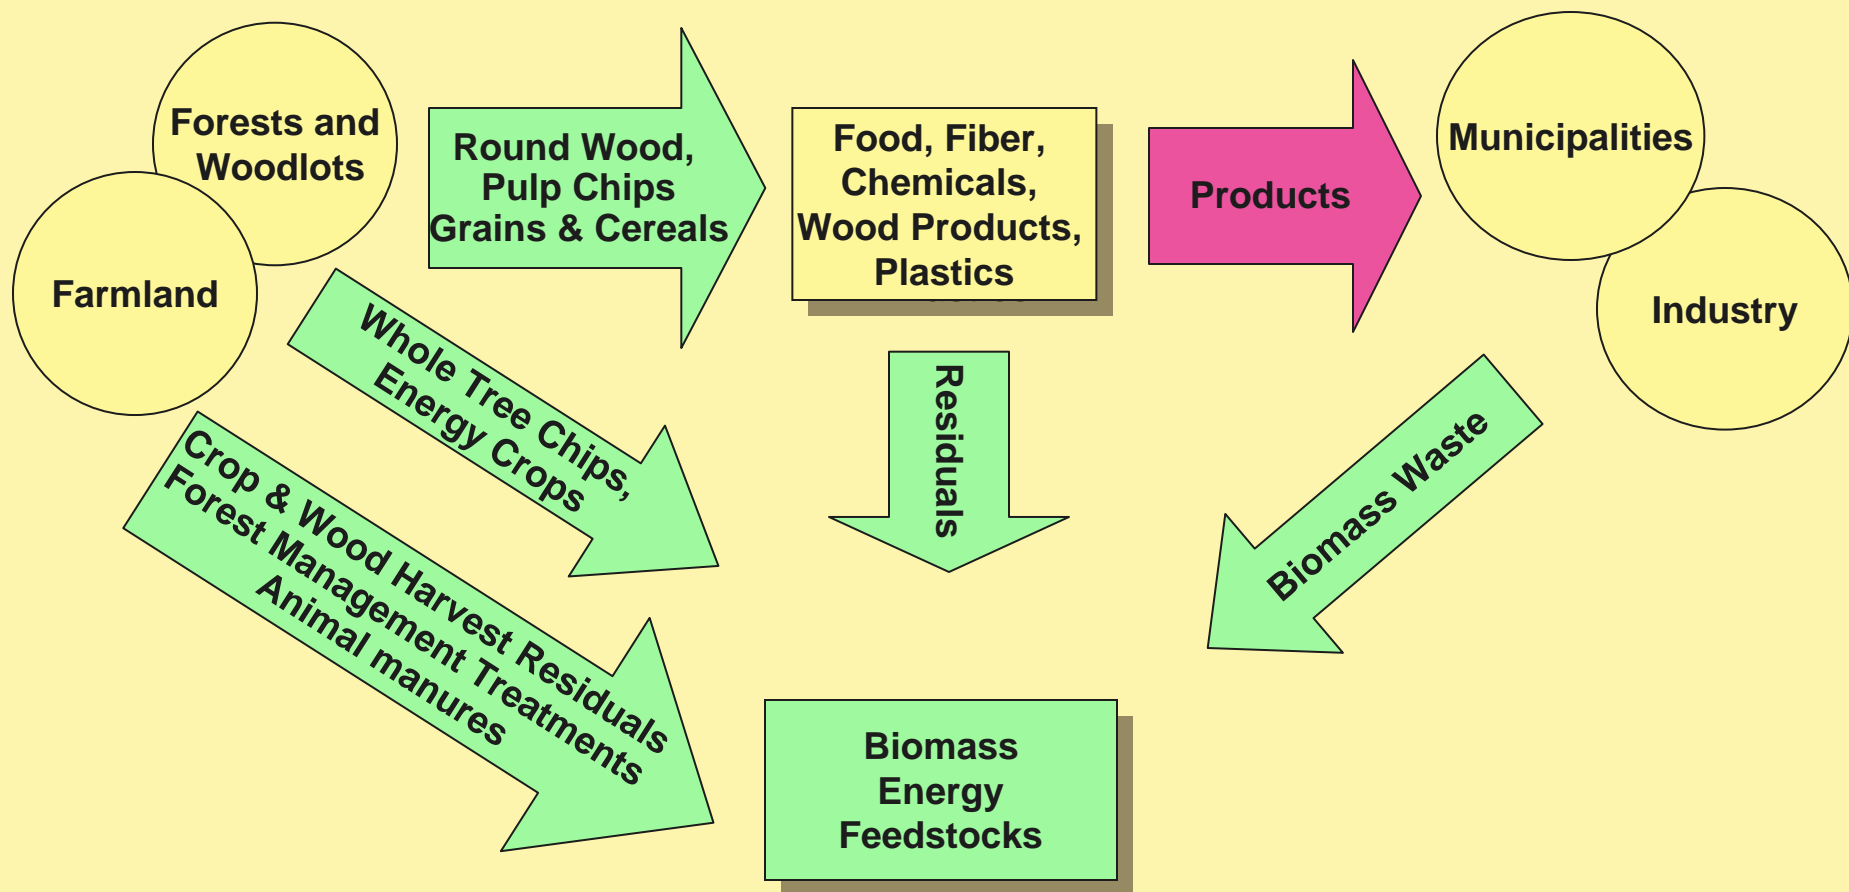 Forests and
Woodlots
Farmland
Round Wood,
Pulp Chips
Grains & Cereals
Food, Fiber,
Chemicals,
Wood Products,
Plastics
Products
Municipalities
Industry
Whole Tree Chips,
Energy Crops
Crop & Wood Harvest Residuals
Forest Management Treatments
Animal manures
Residuals
Biomass Waste
Biomass
Energy
Feedstocks